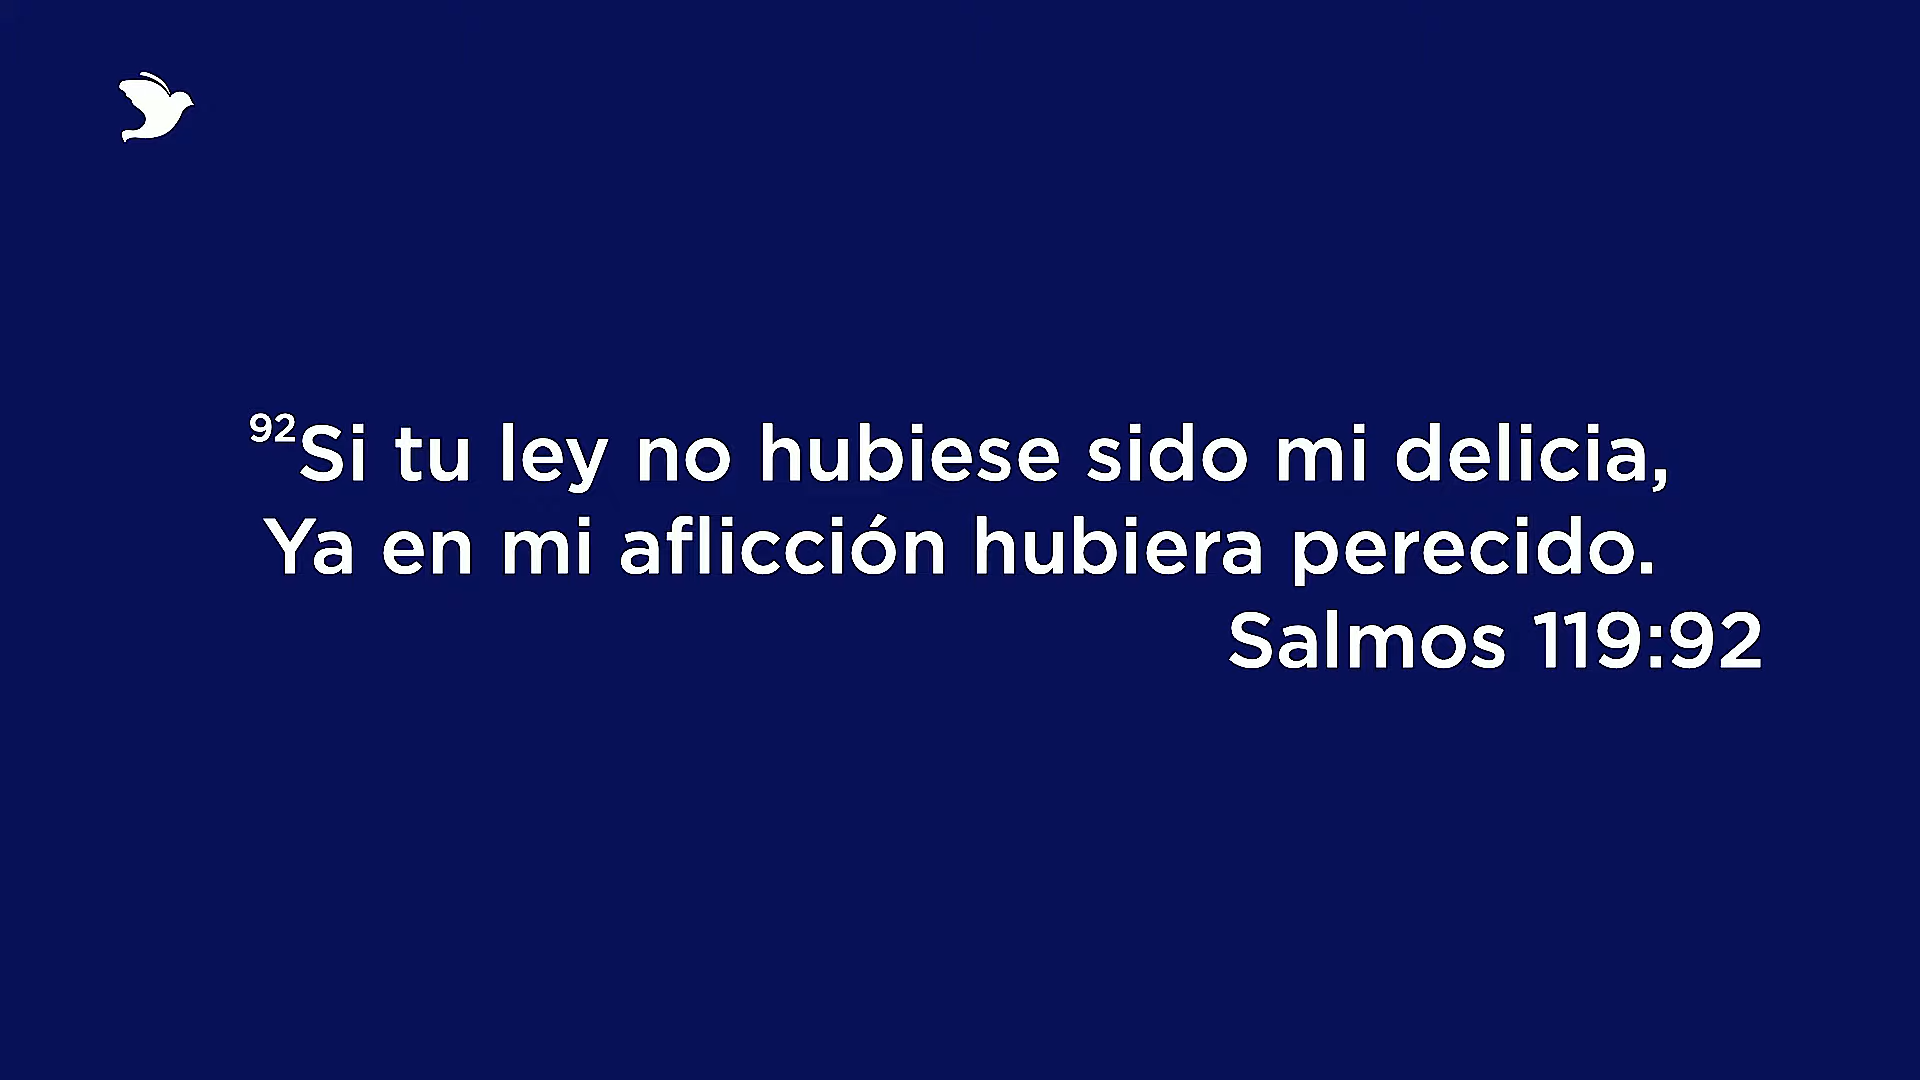 ⁹²Si tu ley no hubiese sido mi delicia,
Ya en mi aflicción hubiera perecido.
Salmos 119:92